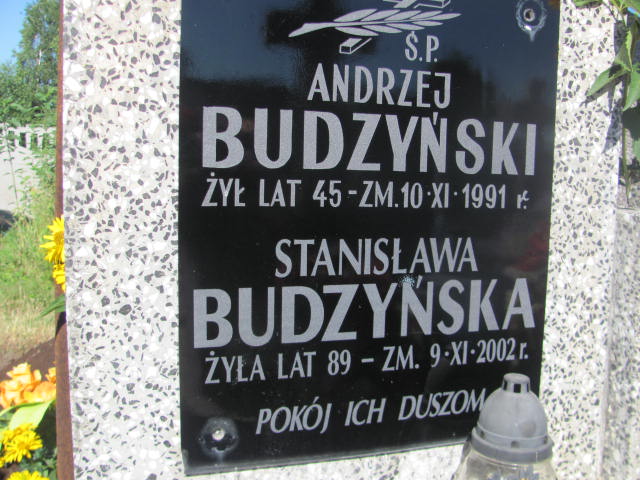 Ś.P.
ANDRZEJ
BUDZYŃSKI
ŻYŁ LAT 45 - ZM. 10·XI·1991 r.
STANISŁAWA
BUDZYŃSKA
ŻYŁA LAT 89 - ZM. 9·XI·2002 r.
POKÓJ ICH DUSZOM